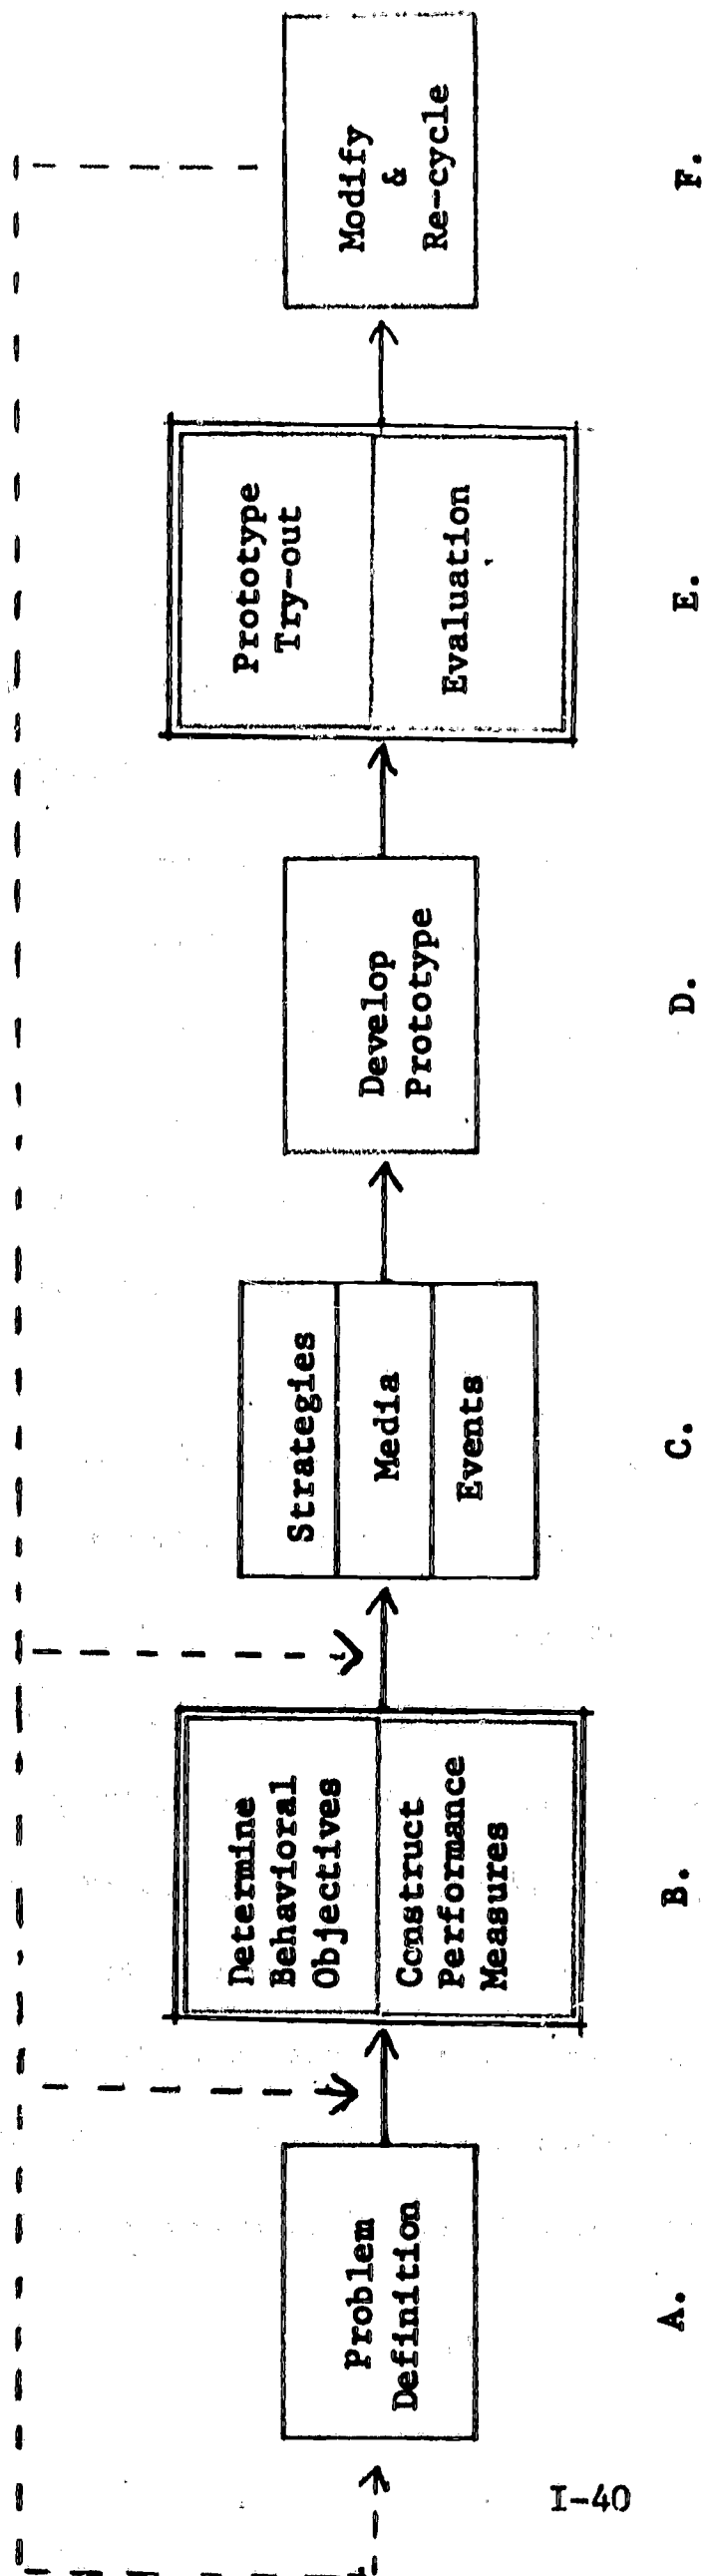 Problem
Definition
Determine
Behavioral
Objectives
Construct
Performance
Measures
Strategies
Media
Events
Develop
Prototype
Prototype
Try-out
Evaluation
Modify
&
Re-cycle
A.
B.
C.
D.
E.
F.
I-40